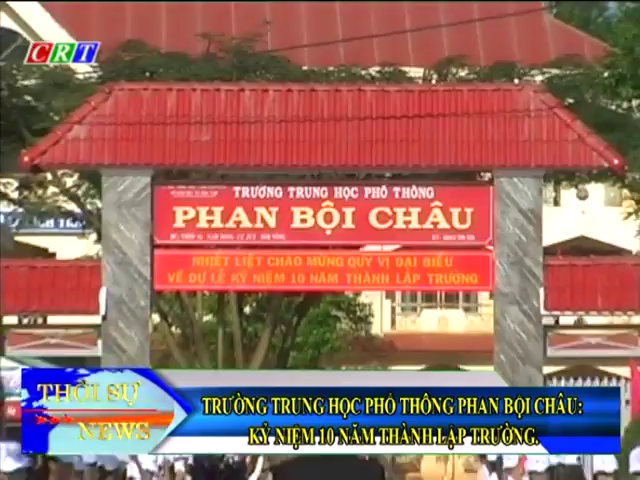 CRT
TRƯỜNG TRUNG HỌC PHỔ THÔNG
PHAN BỘI CHÂU
NHIỆT LIỆT CHÀO MỪNG QUÝ VỊ ĐẠI BIỂU
VỀ DỰ LỄ KỶ NIỆM 10 NĂM THÀNH LẬP TRƯỜNG
THỜI SỰ
NEWS
TRƯỜNG TRUNG HỌC PHỔ THÔNG PHAN BỘI CHÂU:
KỶ NIỆM 10 NĂM THÀNH LẬP TRƯỜNG.